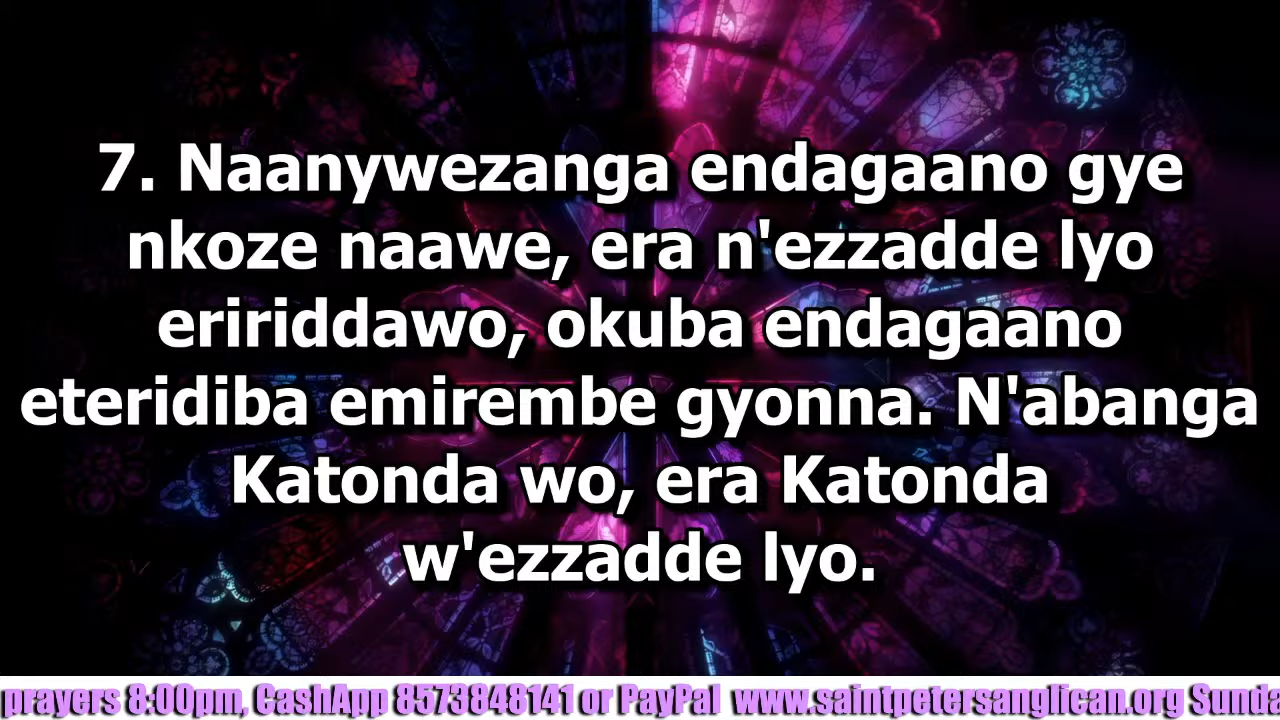 7. Naanywezanga endagaano gye
nkoze naawe, era n'ezzadde lyo
eririddawo, okuba endagaano
eteridiba emirembe gyonna. N'abanga
Katonda wo, era Katonda
w'ezzadde lyo.
prayers 8:00pm, CashApp 8573848141 or PayPal www.saintpetersanglican.org Sunda